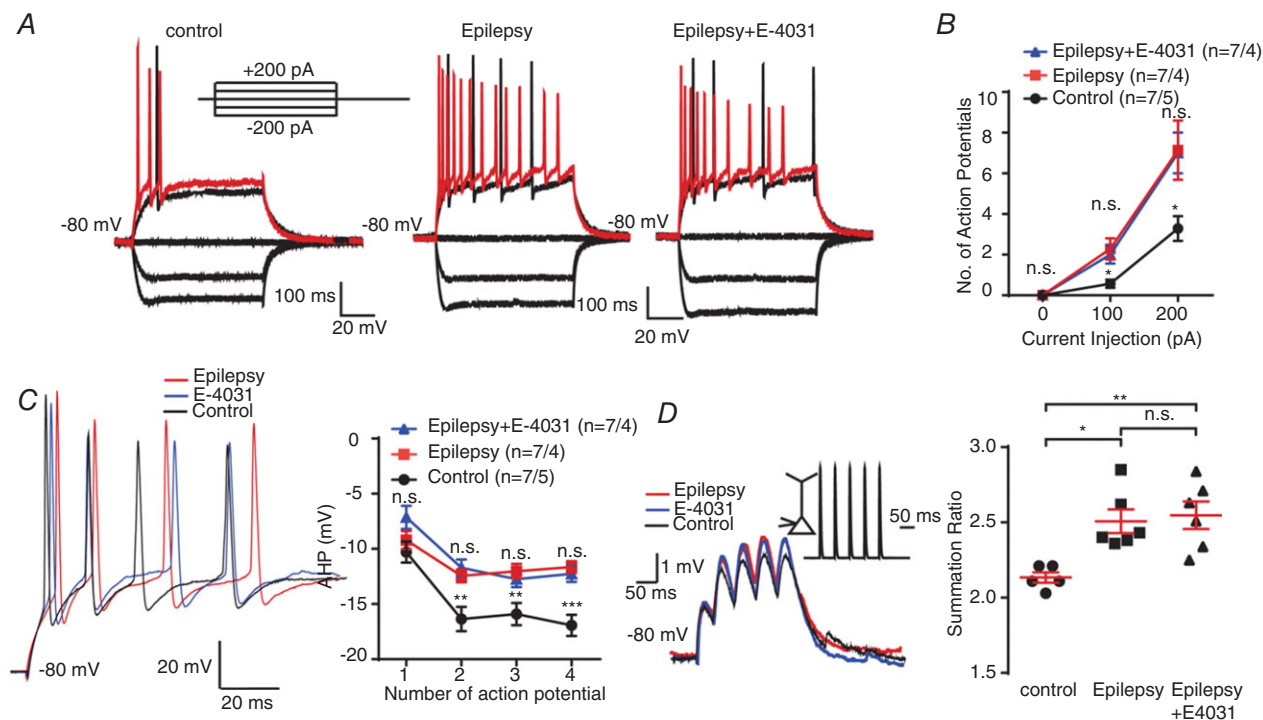 A
control
Epilepsy
Epilepsy+E-4031
+200 pA
-200 pA
-80 mV
-80 mV
-80 mV
100 ms
20 mV
100 ms
20 mV
B
Epilepsy+E-4031 (n=7/4)
Epilepsy (n=7/4)
Control (n=7/5)
No. of Action Potentials
10
8
6
4
2
0
n.s.
n.s.
n.s.
*
*
0
100
200
Current Injection (pA)
C
Epilepsy
E-4031
Control
-80 mV
20 mV
20 ms
Epilepsy+E-4031 (n=7/4)
Epilepsy (n=7/4)
Control (n=7/5)
AHP (mV)
0
-5
-10
-15
-20
n.s.
n.s.
n.s.
n.s.
**
**
***
1
2
3
4
Number of action potential
D
Epilepsy
E-4031
Control
50 ms
1 mV
50 ms
-80 mV
Summation Ratio
3.0
2.5
2.0
1.5
**
*
n.s.
control
Epilepsy
Epilepsy
+E4031